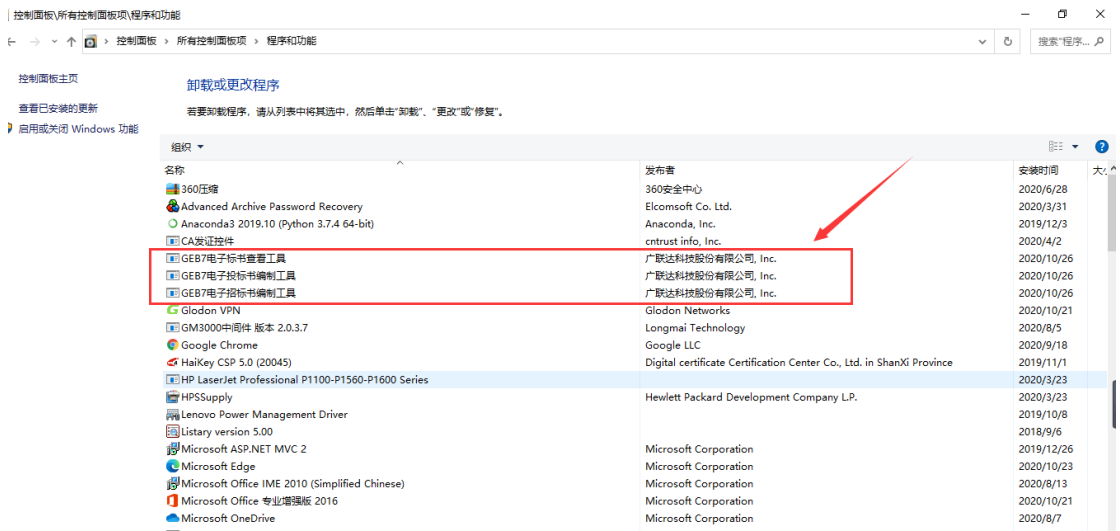 控制面板\所有控制面板项\程序和功能
控制面板 › 所有控制面板项 › 程序和功能
搜索"程序...
控制面板主页
卸载或更改程序
查看已安装的更新
若要卸载程序，请从列表中将其选中，然后单击"卸载"、"更改"或"修复"。
启用或关闭 Windows 功能
组织
名称 发布者 安装时间 大小
360压缩 360安全中心 2020/6/28
Advanced Archive Password Recovery Elcomsoft Co. Ltd. 2020/3/31
Anaconda3 2019.10 (Python 3.7.4 64-bit) Anaconda, Inc. 2019/12/3
CA发证控件 cntrust info, Inc. 2020/4/2
GEB7电子标书查看工具 广联达科技股份有限公司, Inc. 2020/10/26
GEB7电子投标书编制工具 广联达科技股份有限公司, Inc. 2020/10/26
GEB7电子招标书编制工具 广联达科技股份有限公司, Inc. 2020/10/26
Glodon VPN Glodon Networks 2020/10/21
GM3000中间件 版本 2.0.3.7 Longmai Technology 2020/8/5
Google Chrome Google LLC 2020/9/18
HaiKey CSP 5.0 (20045) Digital certificate Certification Center Co., Ltd. in ShanXi Province 2019/11/1
HP LaserJet Professional P1100-P1560-P1600 Series 2020/3/23
HPSSupply Hewlett Packard Development Company L.P. 2020/3/23
Lenovo Power Management Driver 2019/10/8
Listary version 5.00 2018/9/6
Microsoft ASP.NET MVC 2 Microsoft Corporation 2019/12/26
Microsoft Edge Microsoft Corporation 2020/10/23
Microsoft Office IME 2010 (Simplified Chinese) Microsoft Corporation 2020/8/13
Microsoft Office 专业增强版 2016 Microsoft Corporation 2020/10/21
Microsoft OneDrive Microsoft Corporation 2020/8/7